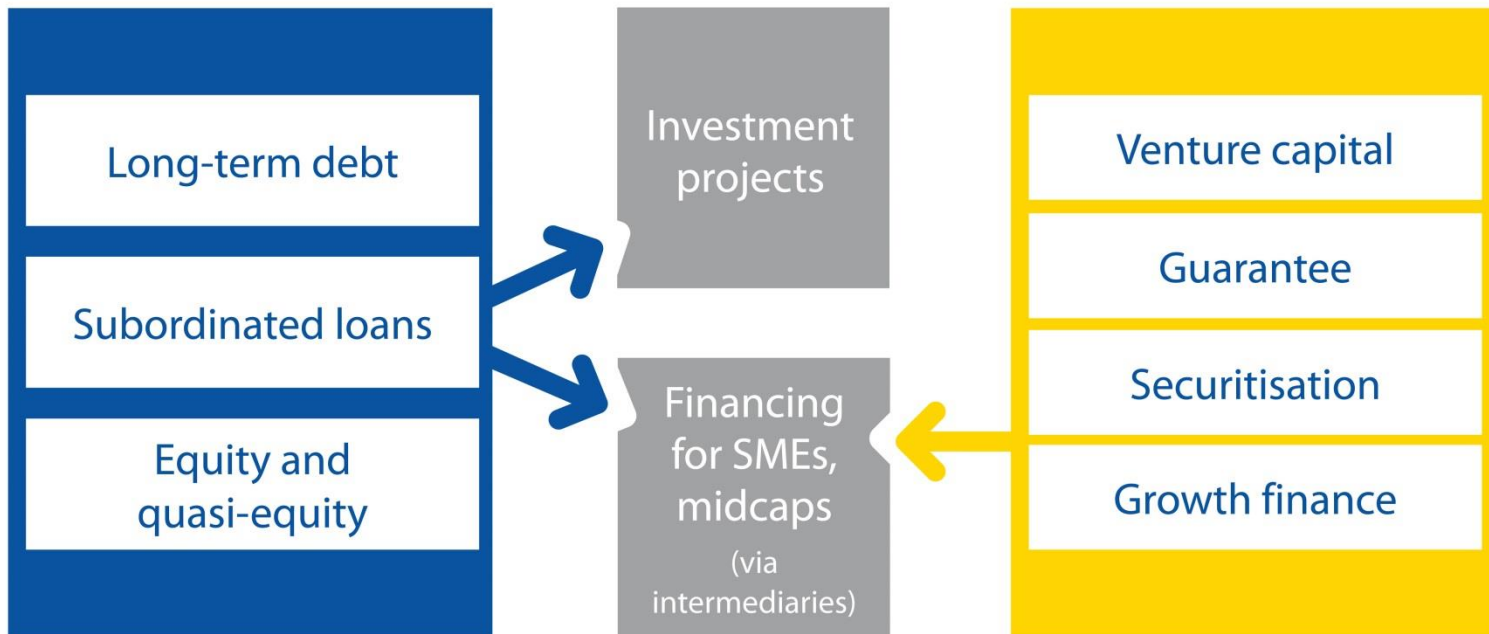 Long-term debt
Subordinated loans
Equity and
quasi-equity
Investment
projects
Financing
for SMEs,
midcaps
(via
intermediaries)
Venture capital
Guarantee
Securitisation
Growth finance